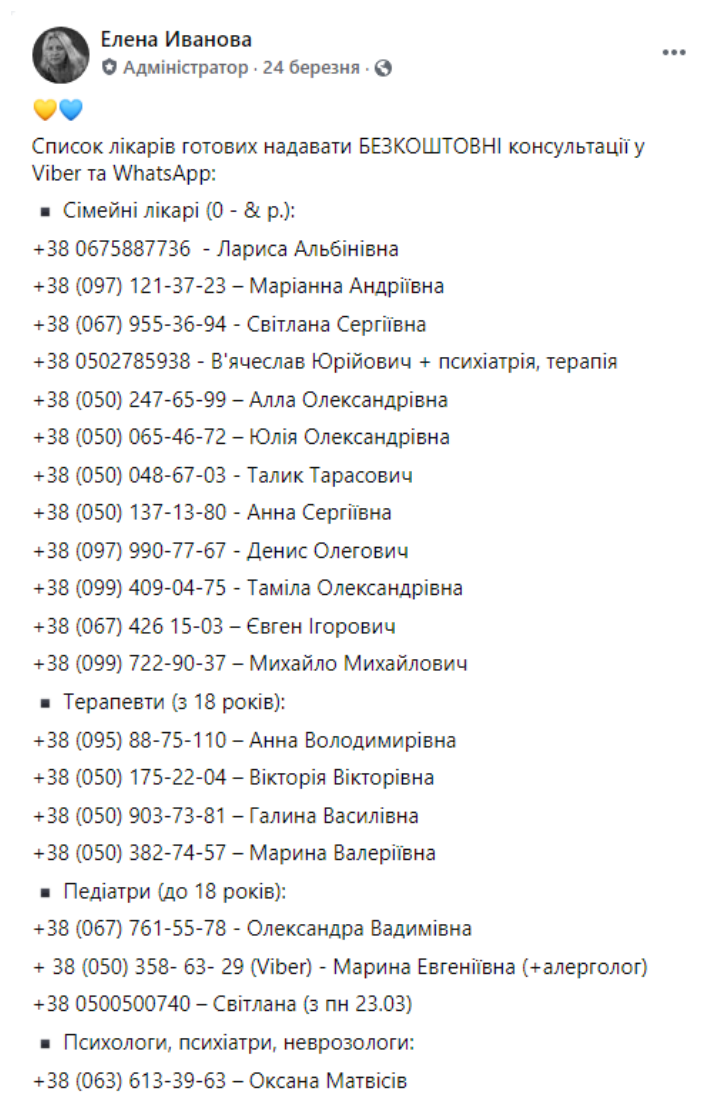 Елена Иванова
Адміністратор · 24 березня ·
💛💙
Список лікарів готових надавати БЕЗКОШТОВНІ консультації у
Viber та WhatsApp:
▪ Сімейні лікарі (0 - & р.):
+38 0675887736 - Лариса Альбінівна
+38 (097) 121-37-23 – Маріанна Андріївна
+38 (067) 955-36-94 - Світлана Сергіївна
+38 0502785938 - В'ячеслав Юрійович + психіатрія, терапія
+38 (050) 247-65-99 – Алла Олександрівна
+38 (050) 065-46-72 – Юлія Олександрівна
+38 (050) 048-67-03 - Талик Тарасович
+38 (050) 137-13-80 - Анна Сергіївна
+38 (097) 990-77-67 - Денис Олегович
+38 (099) 409-04-75 - Таміла Олександрівна
+38 (067) 426 15-03 – Євген Ігорович
+38 (099) 722-90-37 – Михайло Михайлович
▪ Терапевти (з 18 років):
+38 (095) 88-75-110 – Анна Володимирівна
+38 (050) 175-22-04 – Вікторія Вікторівна
+38 (050) 903-73-81 – Галина Василівна
+38 (050) 382-74-57 – Марина Валеріївна
▪ Педіатри (до 18 років):
+38 (067) 761-55-78 - Олександра Вадимівна
+ 38 (050) 358- 63- 29 (Viber) - Марина Евгеніївна (+алерголог)
+38 0500500740 – Світлана (з пн 23.03)
▪ Психологи, психіатри, неврозологи:
+38 (063) 613-39-63 – Оксана Матвісів